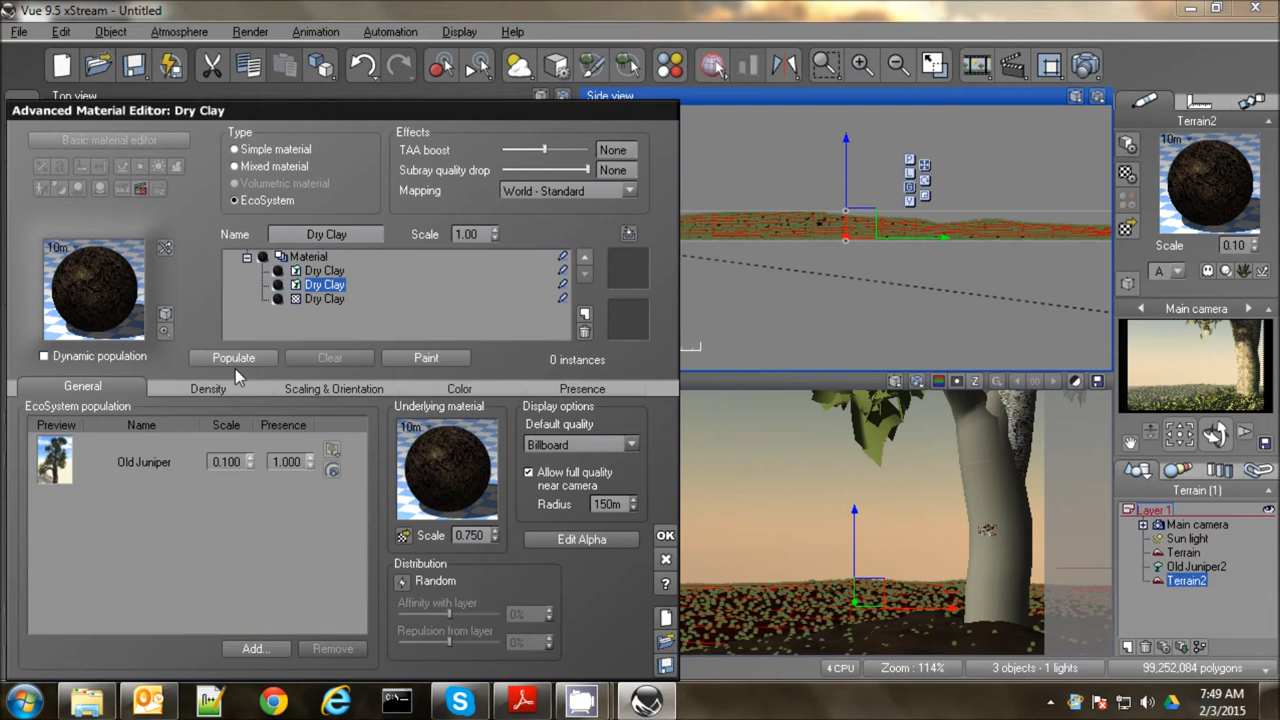 Vue 9.5 xStream - Untitled
File Edit Object Atmosphere Render Animation Automation Display Help
Top view
Side view
Advanced Material Editor: Dry Clay
Basic material editor
Type
Simple material
Mixed material
Volumetric material
EcoSystem
Effects
TAA boost None
Subray quality drop None
Mapping World - Standard
Name Dry Clay Scale 1.00
10m
Material
Dry Clay
Dry Clay
Dry Clay
Dynamic population
Populate Clear Paint 0 instances
General Density Scaling & Orientation Color Presence
EcoSystem population
Preview Name Scale Presence
Old Juniper 0.100 1.000
Add... Remove
Underlying material
10m
Scale 0.750
Distribution
Random
Affinity with layer 0%
Repulsion from layer 0%
Display options
Default quality
Billboard
Allow full quality
near camera
Radius 150m
Edit Alpha
OK
?
P
L
G
V
Z
Terrain2
Scale 0.10
A
Main camera
Terrain (1)
Layer 1
Main camera
Sun light
Terrain
Old Juniper2
Terrain2
4 CPU Zoom : 114% 3 objects - 1 lights 99,252,084 polygons
7:49 AM
2/3/2015